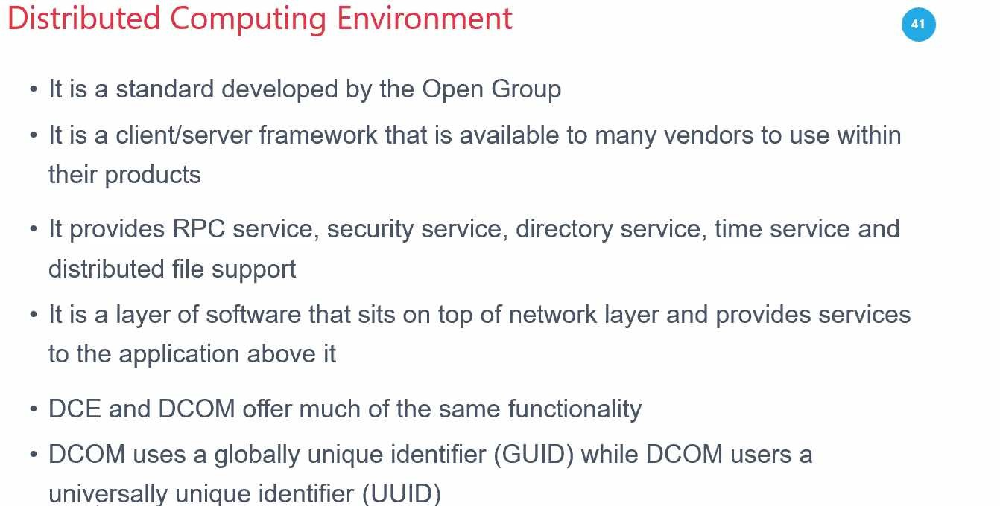 Distributed Computing Environment
41
• It is a standard developed by the Open Group
• It is a client/server framework that is available to many vendors to use within
their products
• It provides RPC service, security service, directory service, time service and
distributed file support
• It is a layer of software that sits on top of network layer and provides services
to the application above it
• DCE and DCOM offer much of the same functionality
• DCOM uses a globally unique identifier (GUID) while DCOM users a
universally unique identifier (UUID)